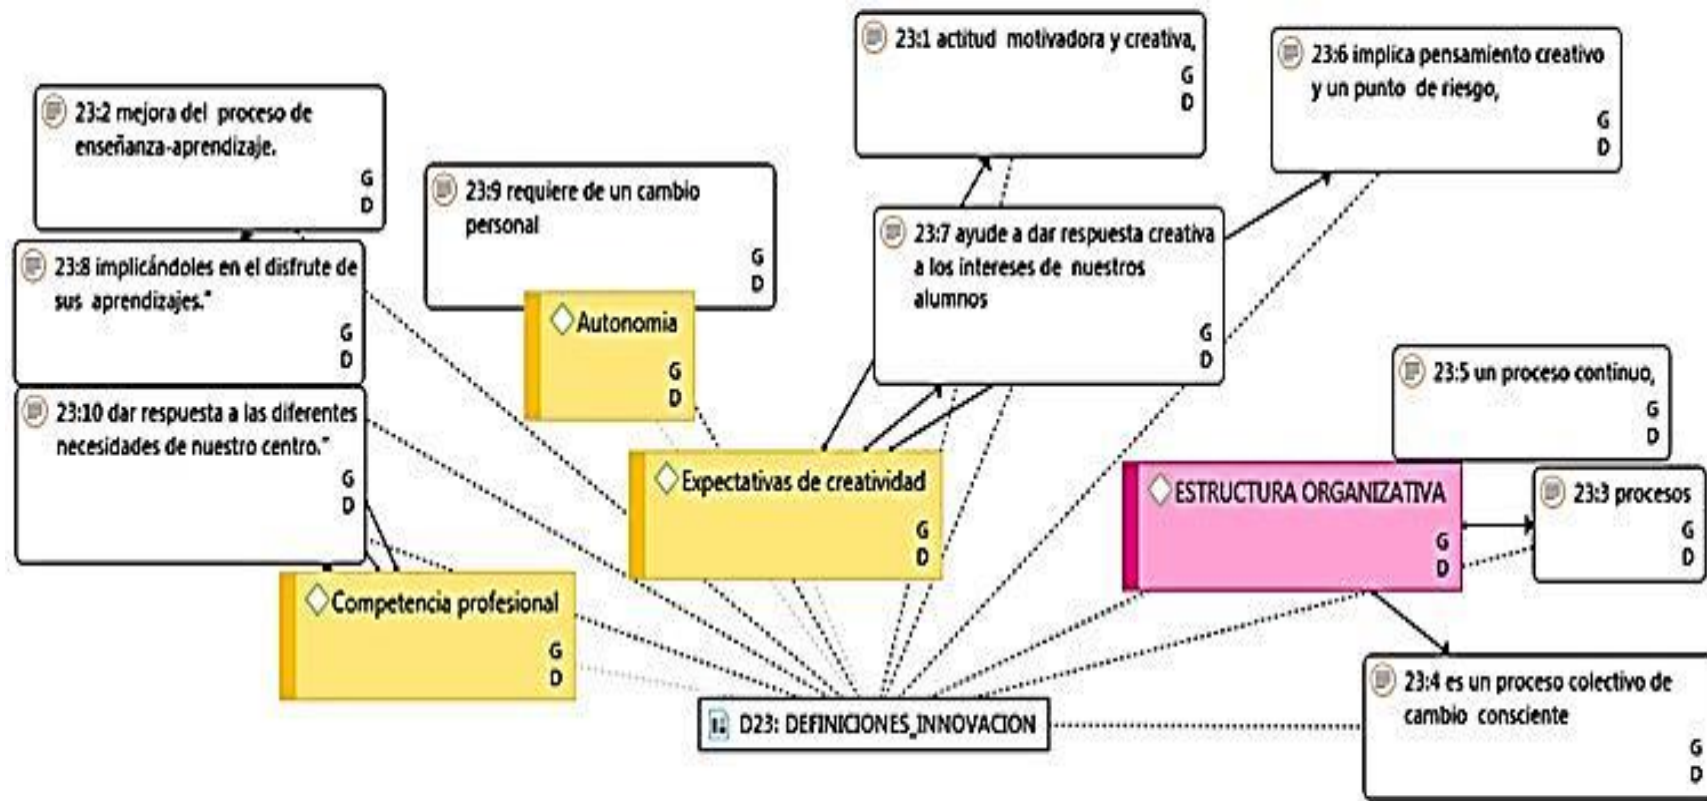 23:1 actitud motivadora y creativa,
G
D
23:6 implica pensamiento creativo
y un punto de riesgo,
G
D
23:2 mejora del proceso de
enseñanza-aprendizaje.
G
D
23:9 requiere de un cambio
personal
G
D
23:7 ayude a dar respuesta creativa
a los intereses de nuestros
alumnos
G
D
23:8 implicándoles en el disfrute de
sus aprendizajes."
G
D
Autonomia
G
D
23:5 un proceso continuo,
G
D
23:10 dar respuesta a las diferentes
necesidades de nuestro centro."
G
D
Expectativas de creatividad
G
D
ESTRUCTURA ORGANIZATIVA
G
D
23:3 procesos
G
D
Competencia profesional
G
D
23:4 es un proceso colectivo de
cambio consciente
G
D
D23: DEFINICIONES_INNOVACION